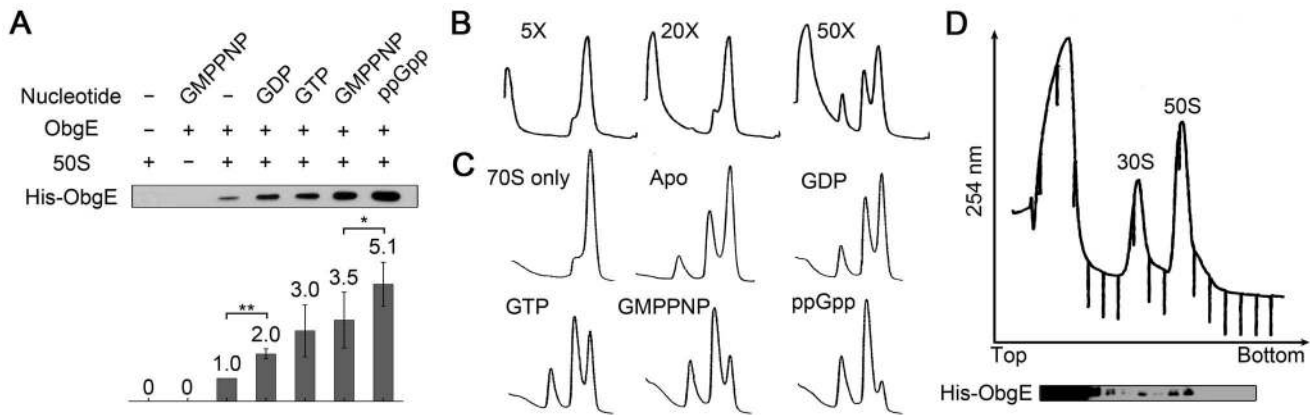 A
Nucleotide – GMPPNP – GDP GTP GMPPNP ppGpp
ObgE – + + + + + +
50S + – + + + + +
His-ObgE
*
5.1
**
3.5
3.0
2.0
1.0
0 0
B
5X 20X 50X
C
70S only Apo GDP
GTP GMPPNP ppGpp
D
254 nm
50S
30S
Top Bottom
His-ObgE